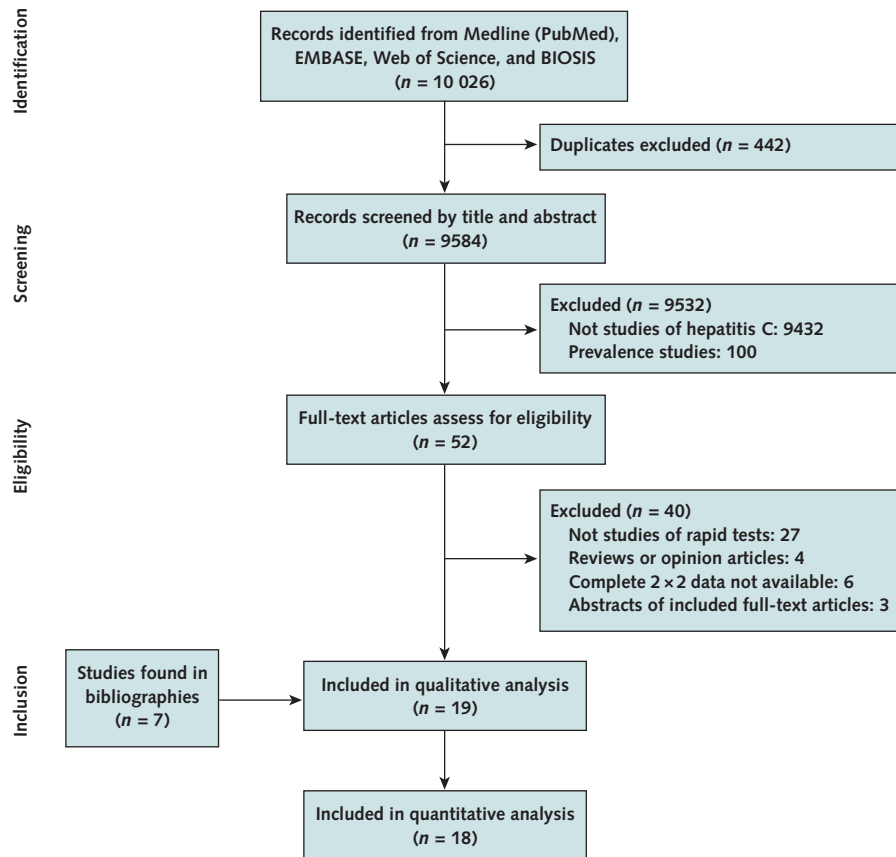 Identification
Records identified from Medline (PubMed),
EMBASE, Web of Science, and BIOSIS
(n = 10 026)
Duplicates excluded (n = 442)
Screening
Records screened by title and abstract
(n = 9584)
Excluded (n = 9532)
Not studies of hepatitis C: 9432
Prevalence studies: 100
Eligibility
Full-text articles assess for eligibility
(n = 52)
Excluded (n = 40)
Not studies of rapid tests: 27
Reviews or opinion articles: 4
Complete 2 × 2 data not available: 6
Abstracts of included full-text articles: 3
Inclusion
Studies found in
bibliographies
(n = 7)
Included in qualitative analysis
(n = 19)
Included in quantitative analysis
(n = 18)